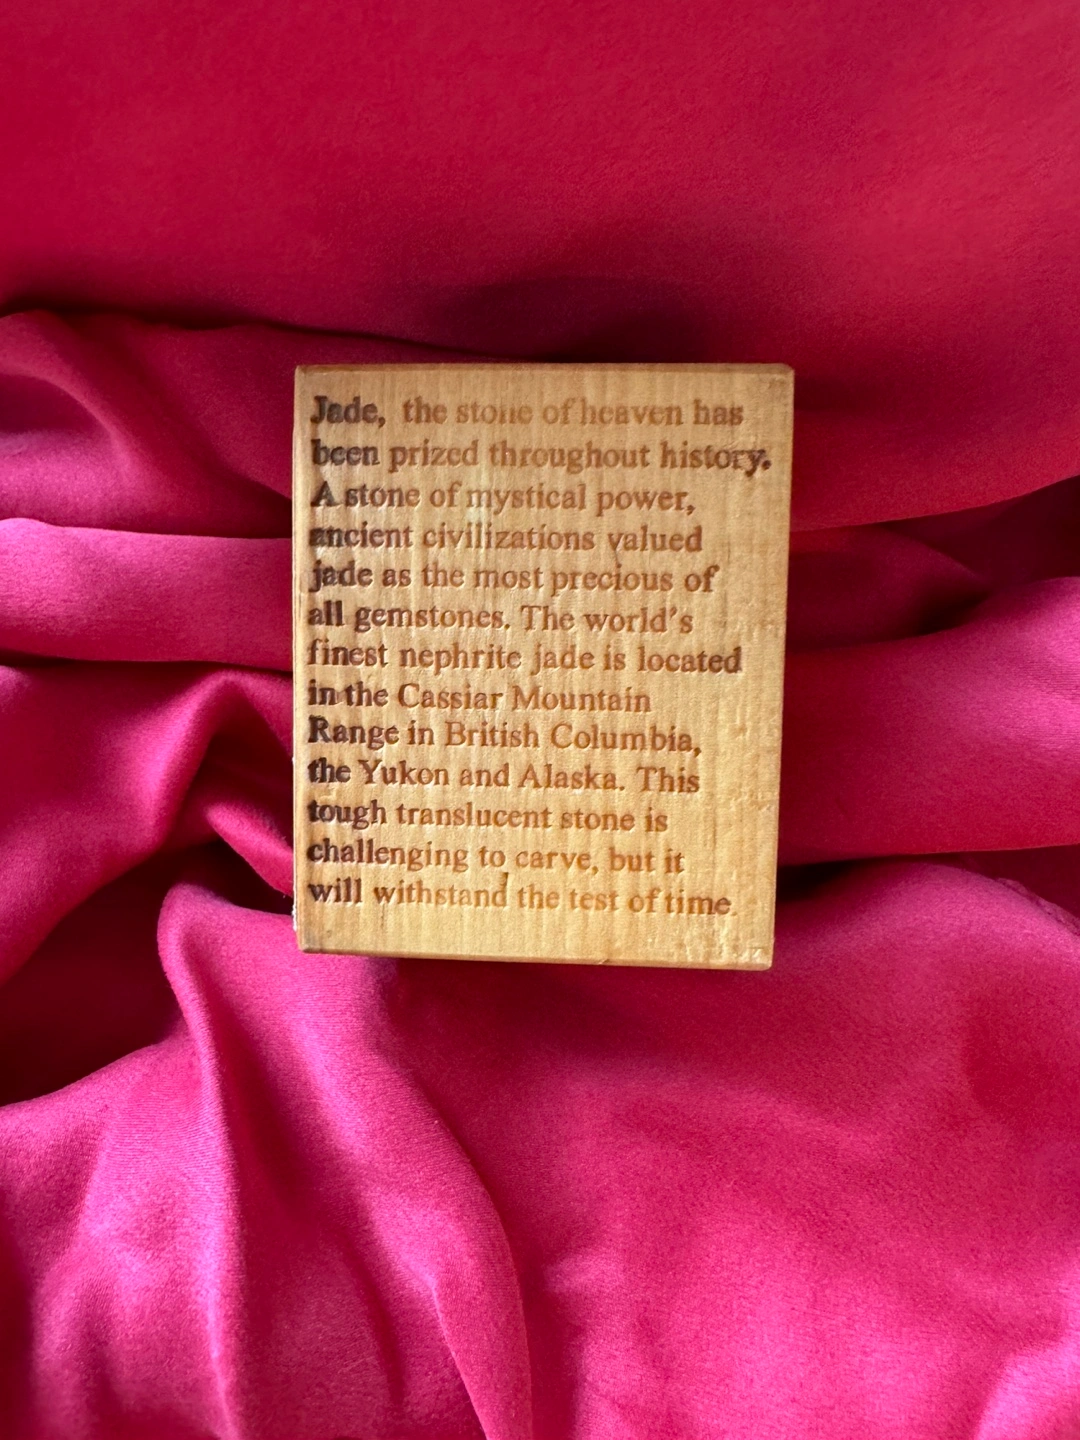 Jade, the stone of heaven has
been prized throughout history.
A stone of mystical power,
ancient civilizations valued
jade as the most precious of
all gemstones. The world's
finest nephrite jade is located
in the Cassiar Mountain
Range in British Columbia,
the Yukon and Alaska. This
tough translucent stone is
challenging to carve, but it
will withstand the test of time.